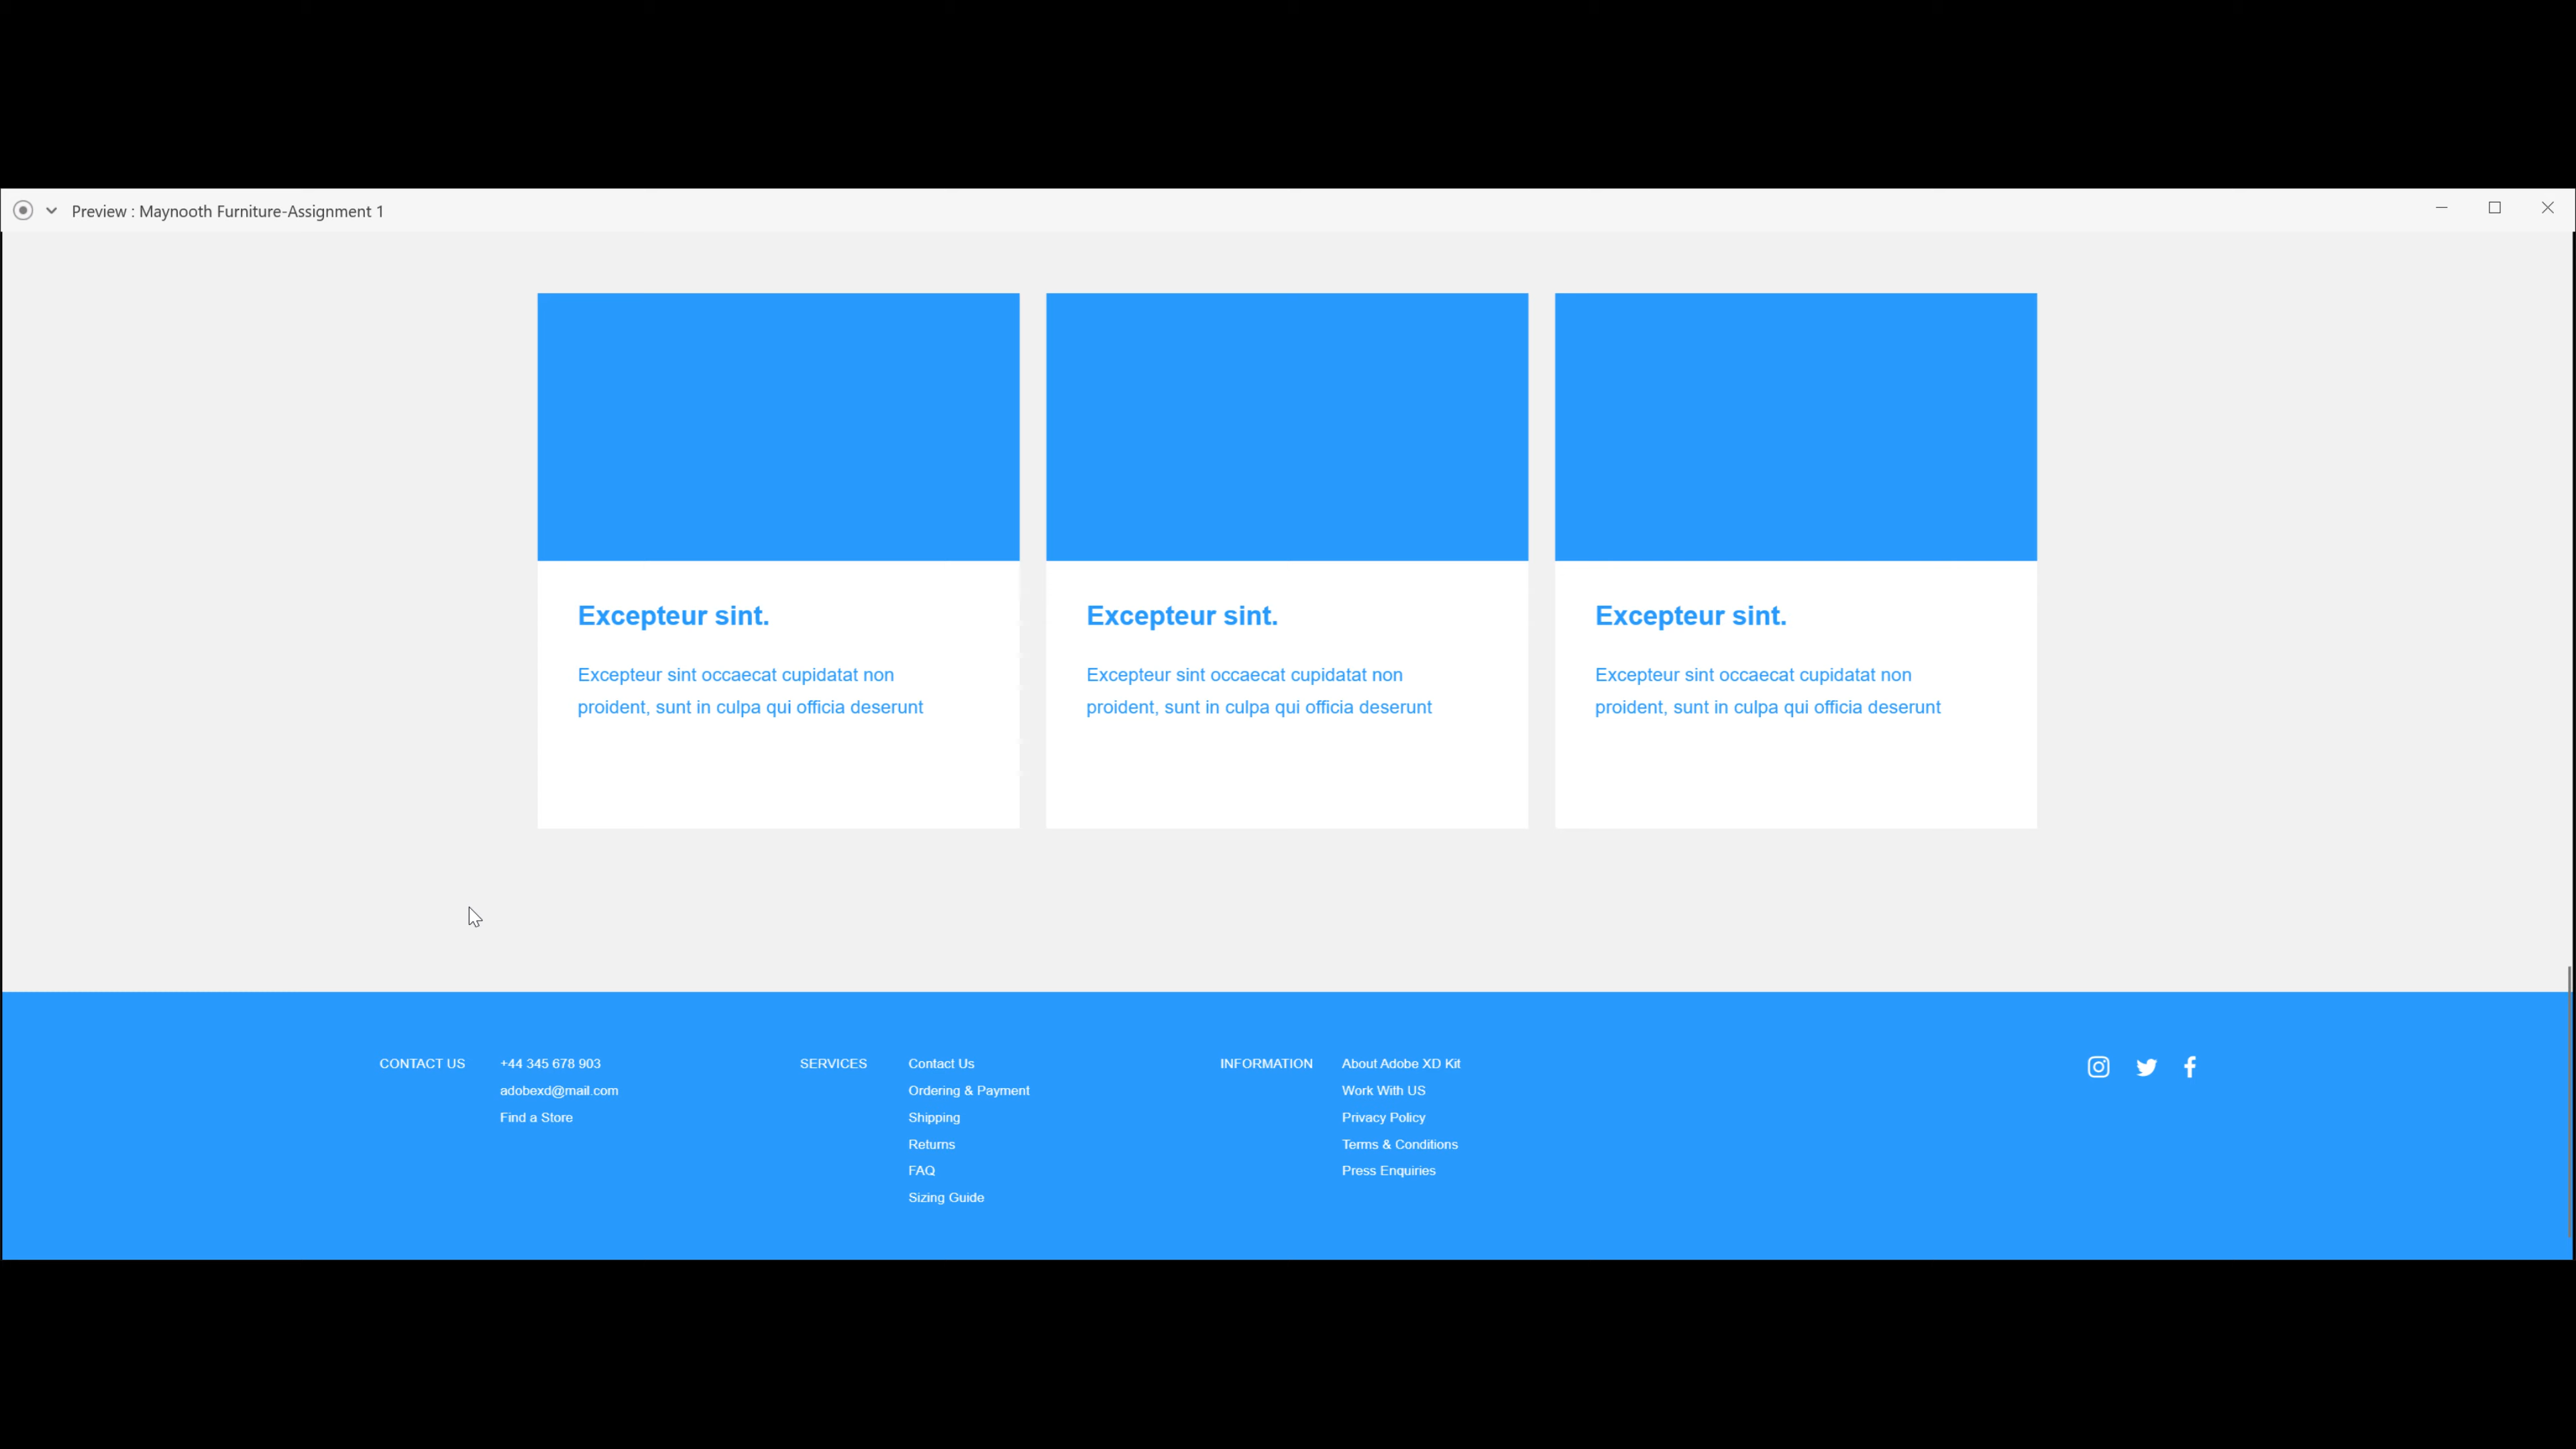 Preview : Maynooth Furniture-Assignment 1
Excepteur sint.
Excepteur sint occaecat cupidatat non
proident, sunt in culpa qui officia deserunt
Excepteur sint.
Excepteur sint occaecat cupidatat non
proident, sunt in culpa qui officia deserunt
Excepteur sint.
Excepteur sint occaecat cupidatat non
proident, sunt in culpa qui officia deserunt
CONTACT US
+44 345 678 903
adobexd@mail.com
Find a Store
SERVICES
Contact Us
Ordering & Payment
Shipping
Returns
FAQ
Sizing Guide
INFORMATION
About Adobe XD Kit
Work With US
Privacy Policy
Terms & Conditions
Press Enquiries